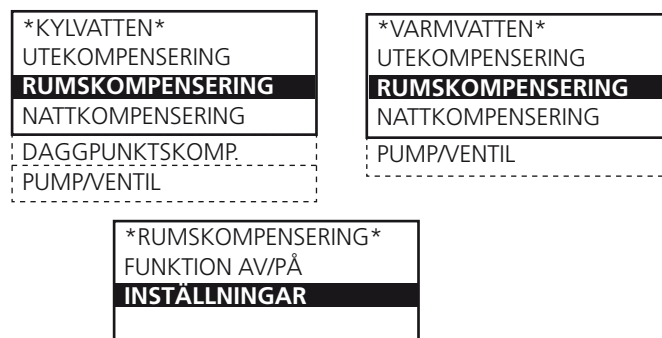 *KYLVATTEN*
UTEKOMPENSERING
RUMSKOMPENSERING
NATTKOMPENSERING
DAGGPUNKTSKOMP.
PUMP/VENTIL
*VARMVATTEN*
UTEKOMPENSERING
RUMSKOMPENSERING
NATTKOMPENSERING
PUMP/VENTIL
*RUMSKOMPENSERING*
FUNKTION AV/PÅ
INSTÄLLNINGAR